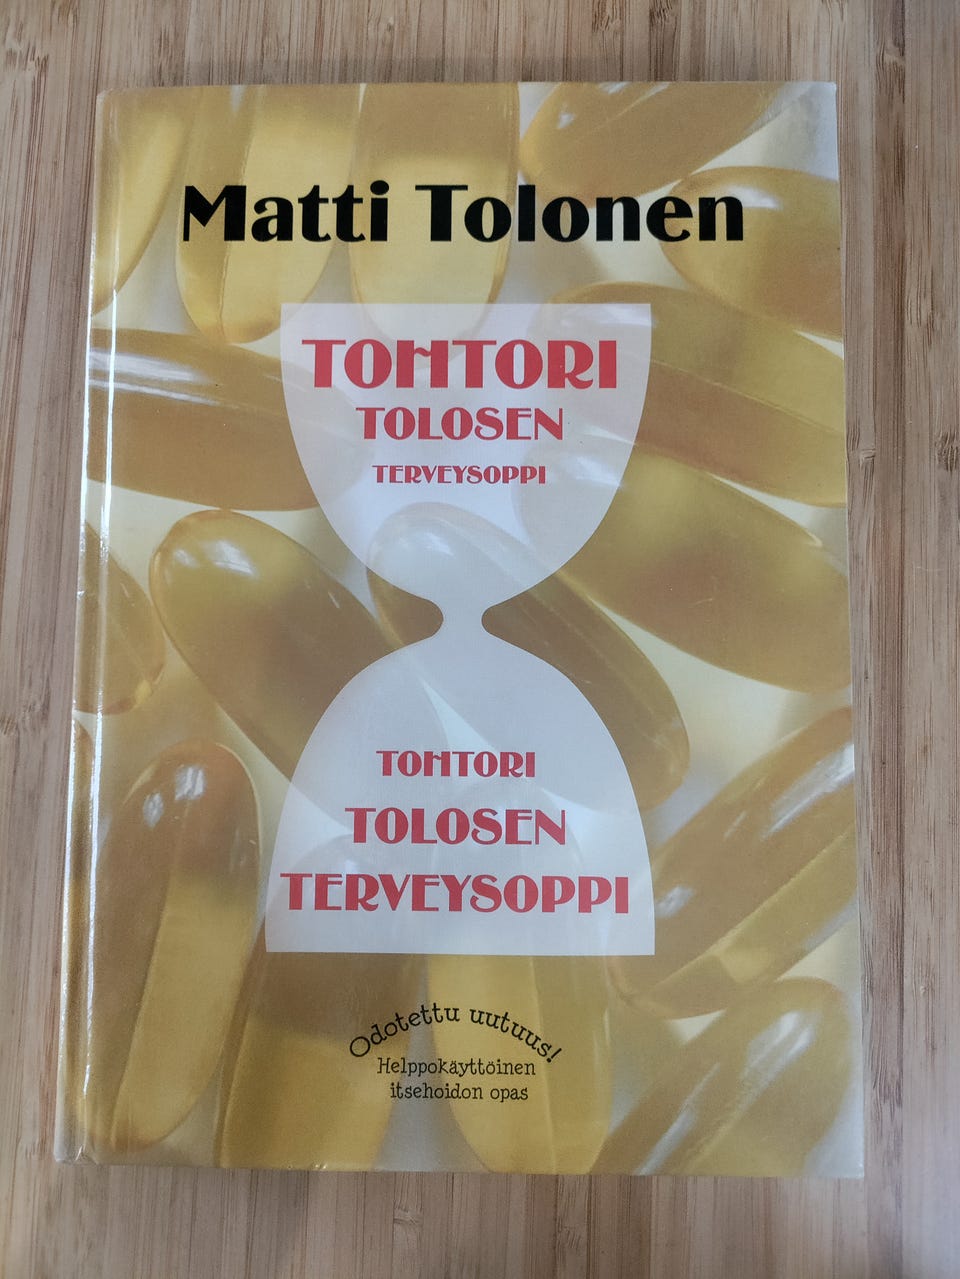 Matti Tolonen
TOHTORI
TOLOSEN
TERVEYSOPPI
TOHTORI
TOLOSEN
TERVEYSOPPI
Odotettu uutuus!
Helppokäyttöinen
itsehoidon opas